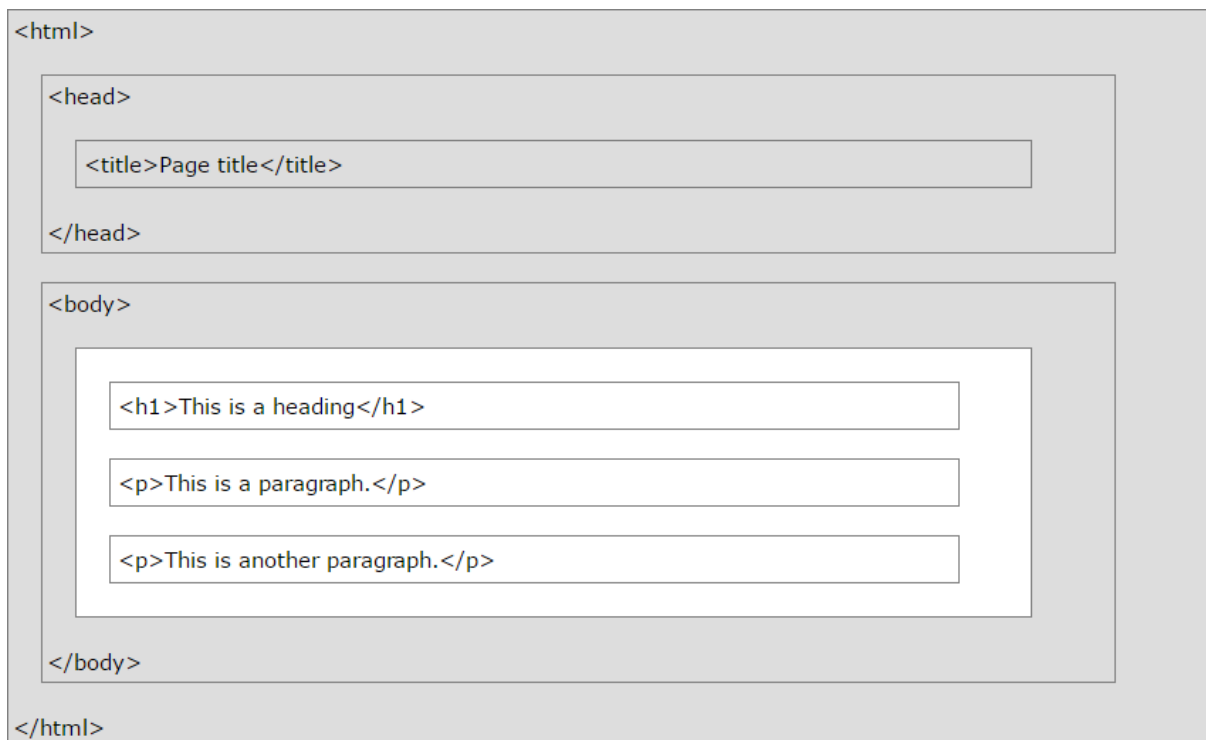 <html>
<head>
<title>Page title</title>
</head>
<body>
<h1>This is a heading</h1>
<p>This is a paragraph.</p>
<p>This is another paragraph.</p>
</body>
</html>